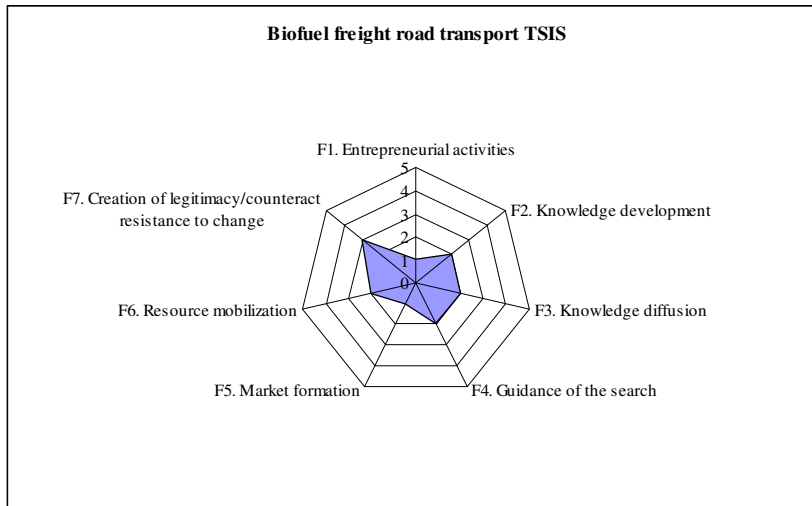 Biofuel freight road transport TSIS
F1. Entrepreneurial activities
5
4
3
2
1
0
F2. Knowledge development
F3. Knowledge diffusion
F4. Guidance of the search
F5. Market formation
F6. Resource mobilization
F7. Creation of legitimacy/counteract
resistance to change